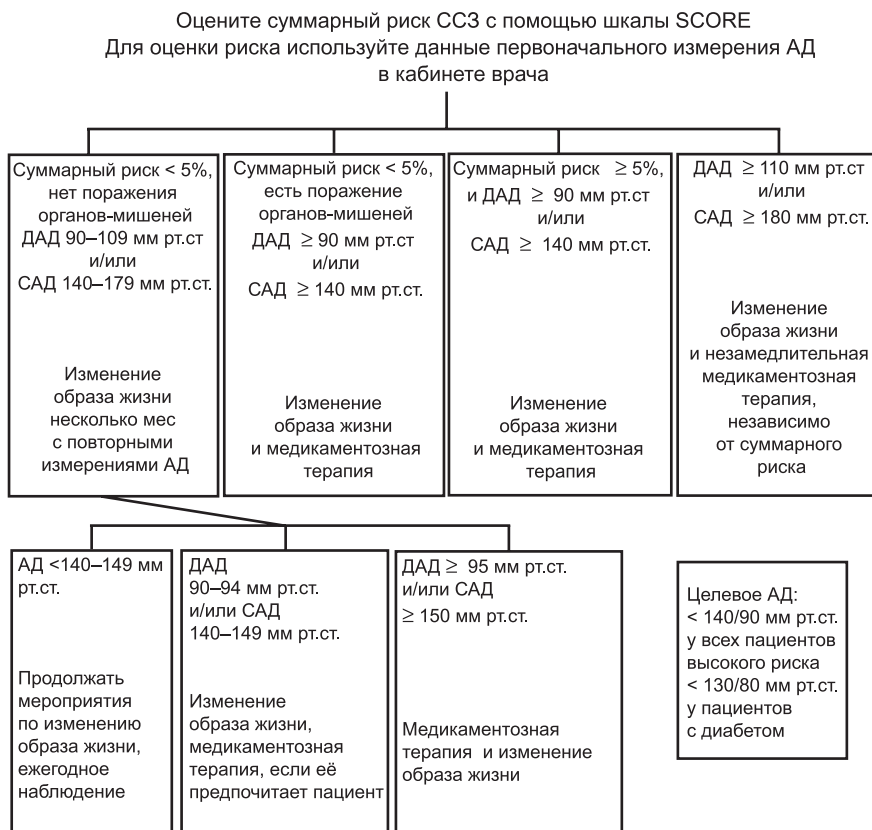 Оцените суммарный риск ССЗ с помощью шкалы SCORE
Для оценки риска используйте данные первоначального измерения АД
в кабинете врача
Суммарный риск < 5%,
нет поражения
органов-мишеней
ДАД 90–109 мм рт.ст
и/или
САД 140–179 мм рт.ст.
Изменение
образа жизни
несколько мес
с повторными
измерениями АД
Суммарный риск < 5%,
есть поражение
органов-мишеней
ДАД ≥ 90 мм рт.ст
и/или
САД ≥ 140 мм рт.ст.
Изменение
образа жизни
и медикаментозная
терапия
Суммарный риск ≥ 5%,
и ДАД ≥ 90 мм рт.ст
и/или
САД ≥ 140 мм рт.ст.
Изменение
образа жизни
и медикаментозная
терапия
ДАД ≥ 110 мм рт.ст
и/или
САД ≥ 180 мм рт.ст.
Изменение
образа жизни
и незамедлительная
медикаментозная
терапия,
независимо
от суммарного
риска
АД <140–149 мм
рт.ст.
Продолжать
мероприятия
по изменению
образа жизни,
ежегодное
наблюдение
ДАД
90–94 мм рт.ст.
и/или САД
140–149 мм рт.ст.
Изменение
образа жизни,
медикаментозная
терапия, если её
предпочитает пациент
ДАД ≥ 95 мм рт.ст.
и/или САД
≥ 150 мм рт.ст.
Медикаментозная
терапия и изменение
образа жизни
Целевое АД:
< 140/90 мм рт.ст.
у всех пациентов
высокого риска
< 130/80 мм рт.ст.
у пациентов
с диабетом